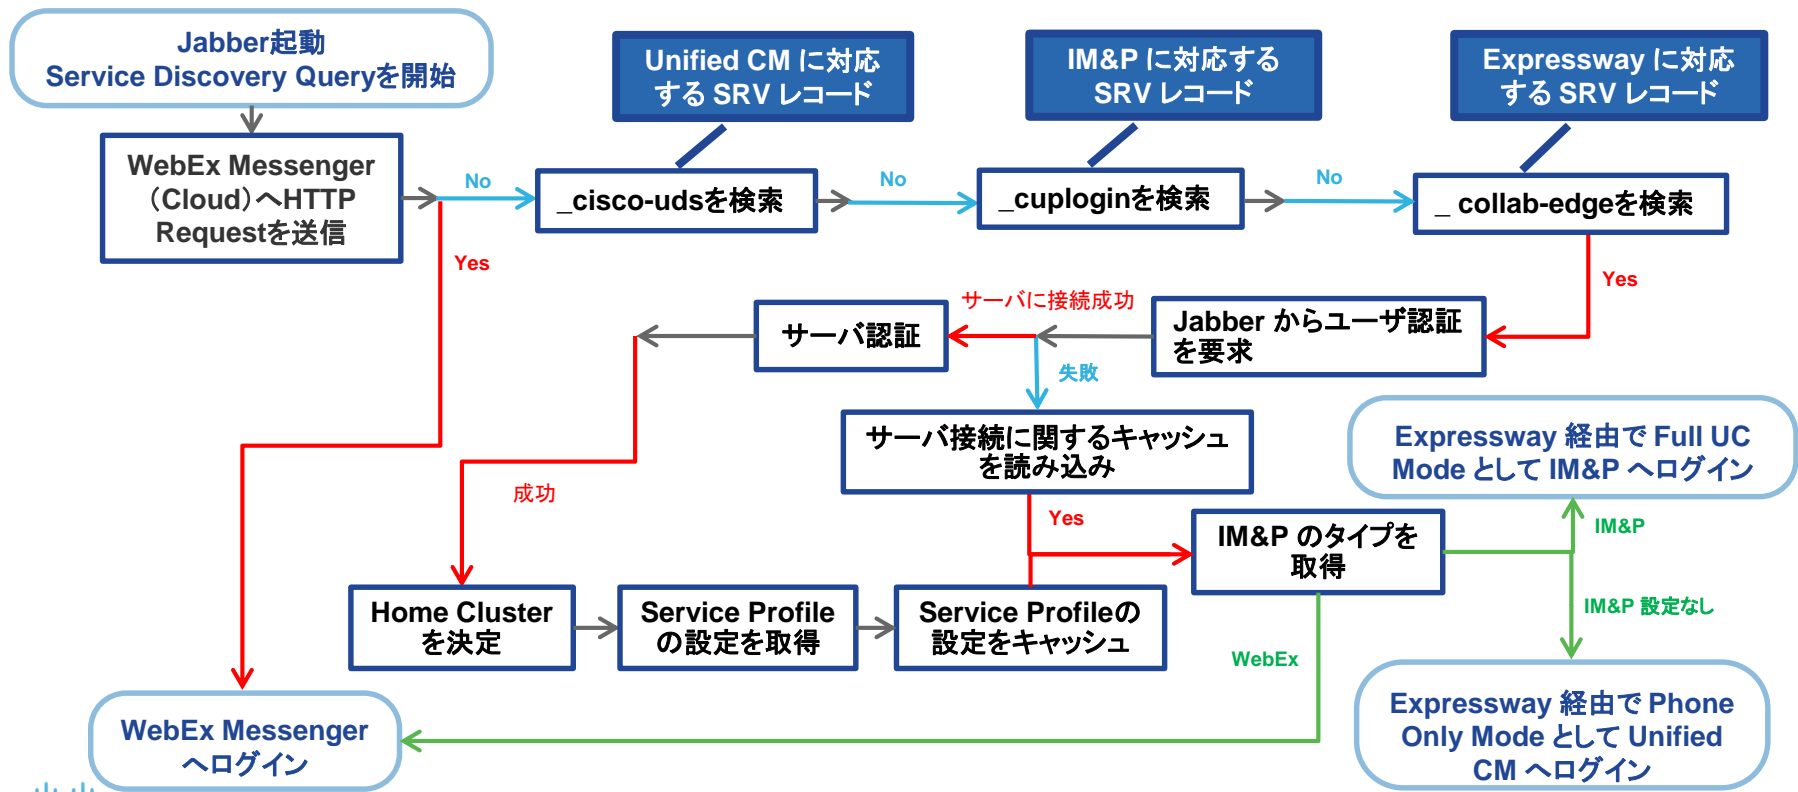 Jabber起動
Service Discovery Queryを開始
Unified CM に対応
する SRV レコード
IM&P に対応する
SRV レコード
Expressway に対応
する SRV レコード
WebEx Messenger
（Cloud）へHTTP
Requestを送信
No
_cisco-udsを検索
No
_cuploginを検索
No
_ collab-edgeを検索
Yes
Yes
サーバに接続成功
サーバ認証
Jabber からユーザ認証
を要求
失敗
サーバ接続に関するキャッシュ
を読み込み
Expressway 経由で Full UC
Mode として IM&P へログイン
成功
Yes
IM&P のタイプを
取得
IM&P
Home Cluster
を決定
Service Profile
の設定を取得
Service Profileの
設定をキャッシュ
IM&P 設定なし
WebEx
WebEx Messenger
へログイン
Expressway 経由で Phone
Only Mode として Unified
CM へログイン